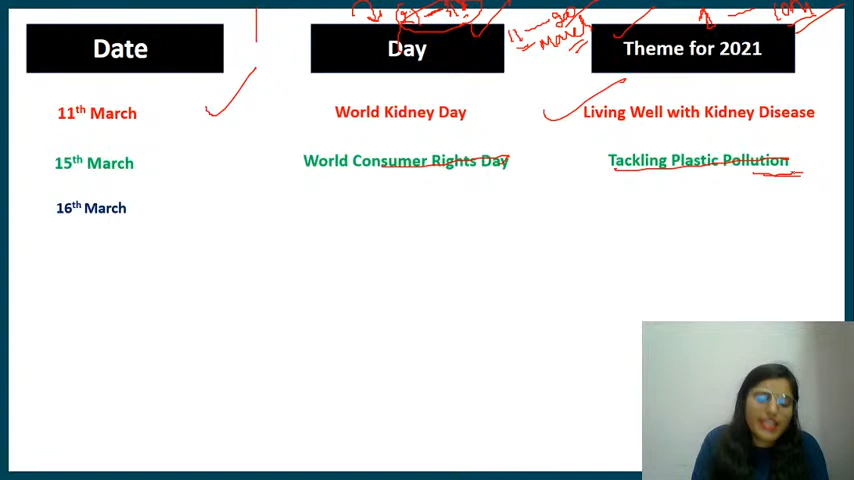 Date Day Theme for 2021
11th March World Kidney Day Living Well with Kidney Disease
15th March World Consumer Rights Day Tackling Plastic Pollution
16th March
March